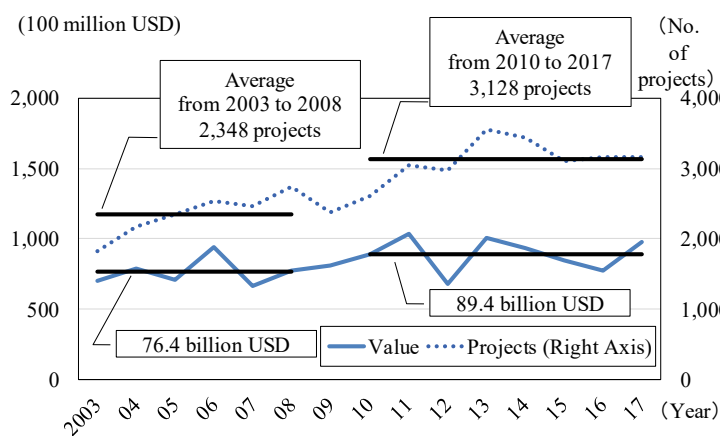 (100 million USD)
（No.
of
projects）
Average
from 2010 to 2017
3,128 projects
Average
from 2003 to 2008
2,348 projects
2,000
4,000
1,500
3,000
1,000
2,000
500
1,000
0
0
89.4 billion USD
76.4 billion USD
Value
Projects (Right Axis)
2003
04
05
06
07
08
09
10
11
12
13
14
15
16
17
（Year）